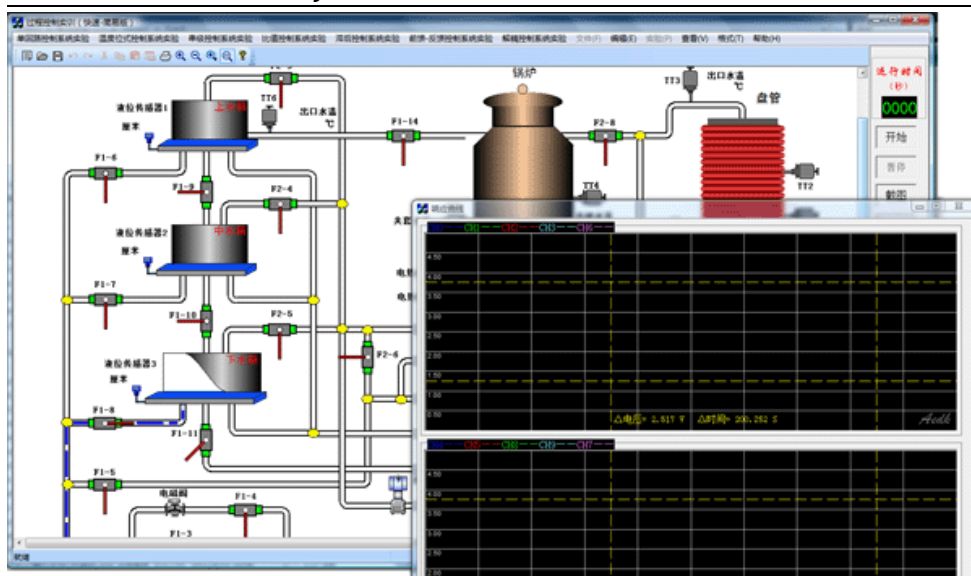 过程控制实训（快速·简易版）
单回路控制系统实验 温度位式控制系统实验 串级控制系统实验 比值控制系统实验 滞后控制系统实验 前馈-反馈控制系统实验 解耦控制系统实验 文件(F) 编辑(E) 实验(P) 查看(V) 格式(T) 帮助(H)
运行时间
(秒)
0000
开始
暂停
截图
锅炉
TT3
出口水温
℃
盘管
TT6
出口水温
℃
液位传感器1
厘米
上水箱
F1-14
F2-8
F1-6
F1-9
F2-4
TT4
TT2
液位传感器2
厘米
中水箱
F1-7
F1-10
F2-5
F2-6
液位传感器3
厘米
下水箱
F1-8
F1-11
F1-5
电磁阀
F1-4
F1-3
就绪
响应曲线
CH1 CH2 CH3 CH6
4.50
4.00
3.50
3.00
2.50
2.00
1.50
1.00
0.50
△电压= 2.517 V △时间= 200.252 S
Aedk
CH4 CH5 CH8 CH9 CH7
4.50
4.00
3.50
3.00
2.50
2.00